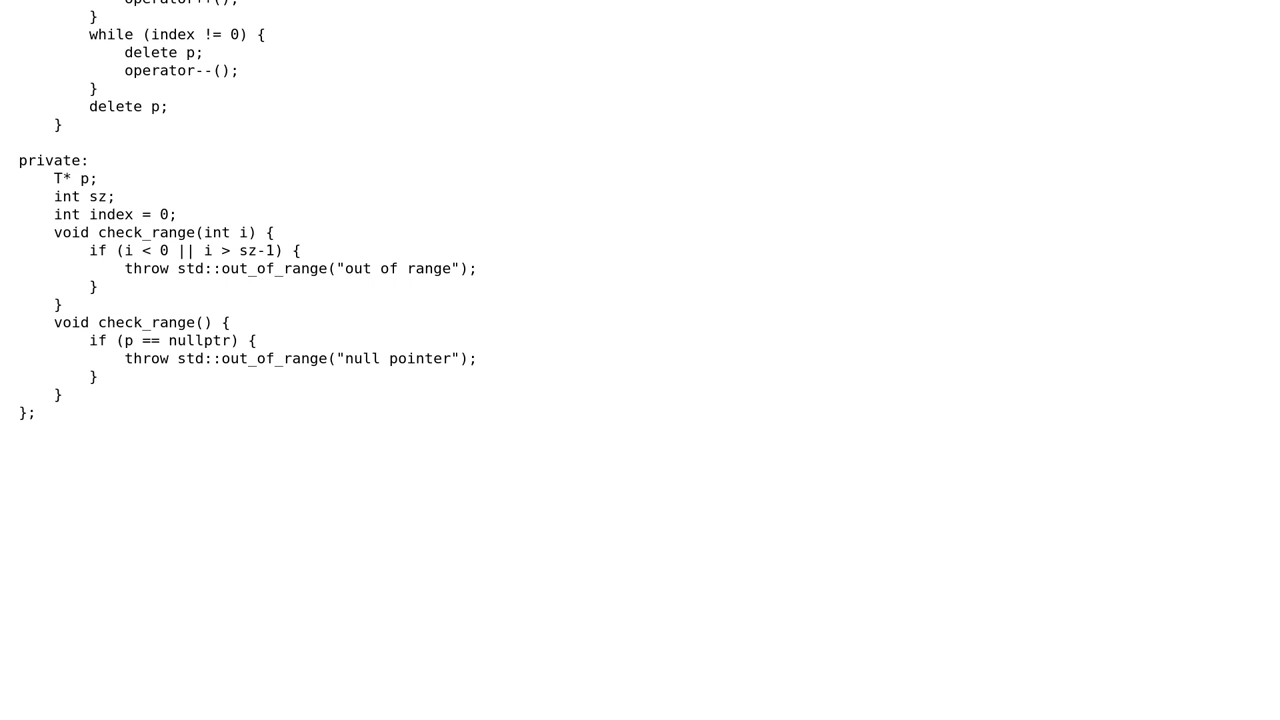 operator++();
        }
        while (index != 0) {
            delete p;
            operator--();
        }
        delete p;
    }

private:
    T* p;
    int sz;
    int index = 0;
    void check_range(int i) {
        if (i < 0 || i > sz-1) {
            throw std::out_of_range("out of range");
        }
    }
    void check_range() {
        if (p == nullptr) {
            throw std::out_of_range("null pointer");
        }
    }
};